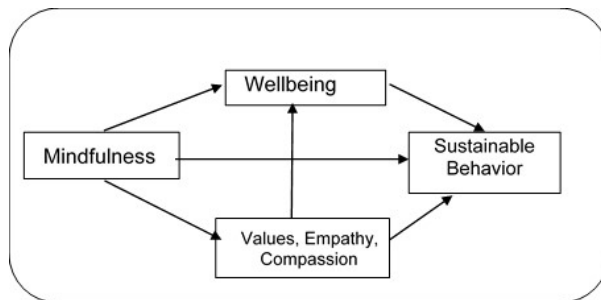 Wellbeing
Mindfulness
Sustainable
Behavior
Values, Empathy,
Compassion